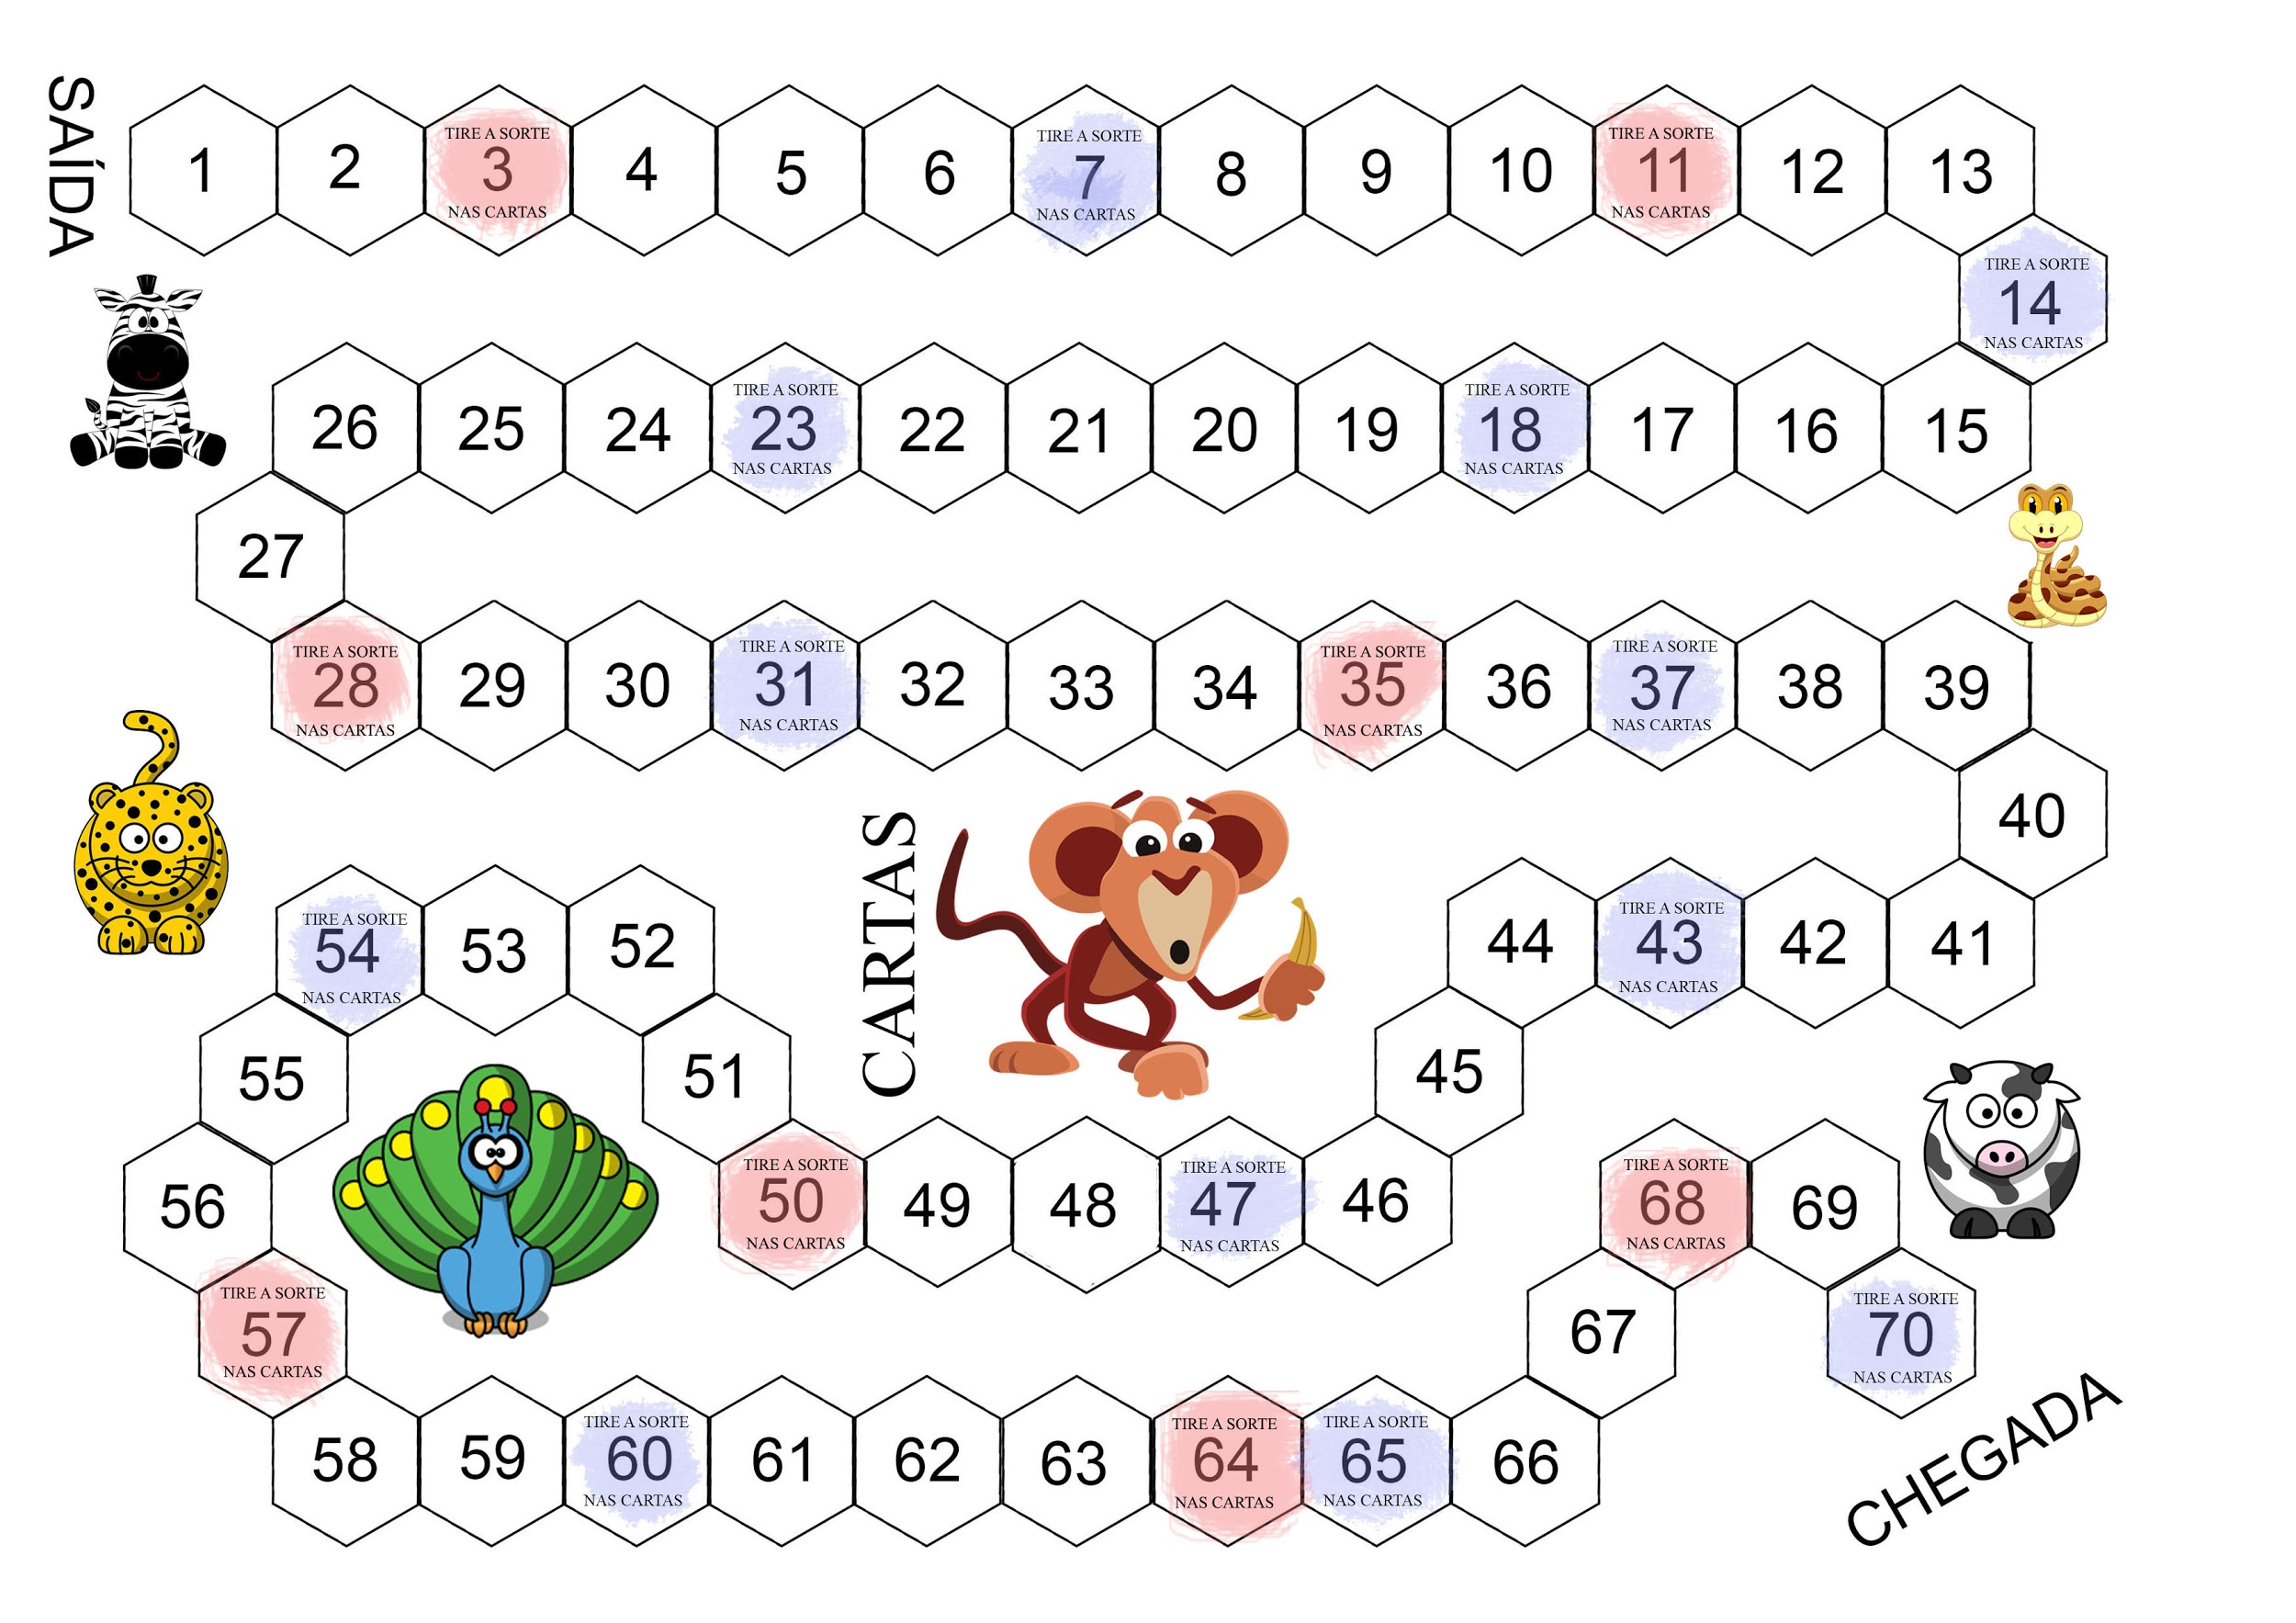 SAÍDA
1 2 TIRE A SORTE 3 NAS CARTAS 4 5 6 TIRE A SORTE 7 NAS CARTAS 8 9 10 TIRE A SORTE 11 NAS CARTAS 12 13
TIRE A SORTE
14
NAS CARTAS
26 25 24 TIRE A SORTE 23 NAS CARTAS 22 21 20 19 TIRE A SORTE 18 NAS CARTAS 17 16 15
27
TIRE A SORTE 28 NAS CARTAS 29 30 TIRE A SORTE 31 NAS CARTAS 32 33 34 TIRE A SORTE 35 NAS CARTAS 36 TIRE A SORTE 37 NAS CARTAS 38 39
40
CARTAS
TIRE A SORTE 54 NAS CARTAS 53 52 44 TIRE A SORTE 43 NAS CARTAS 42 41
55 51 45
56 TIRE A SORTE 50 NAS CARTAS 49 48 TIRE A SORTE 47 NAS CARTAS 46 TIRE A SORTE 68 NAS CARTAS 69
TIRE A SORTE 57 NAS CARTAS 67 TIRE A SORTE 70 NAS CARTAS
58 59 TIRE A SORTE 60 NAS CARTAS 61 62 63 TIRE A SORTE 64 NAS CARTAS TIRE A SORTE 65 NAS CARTAS 66
CHEGADA